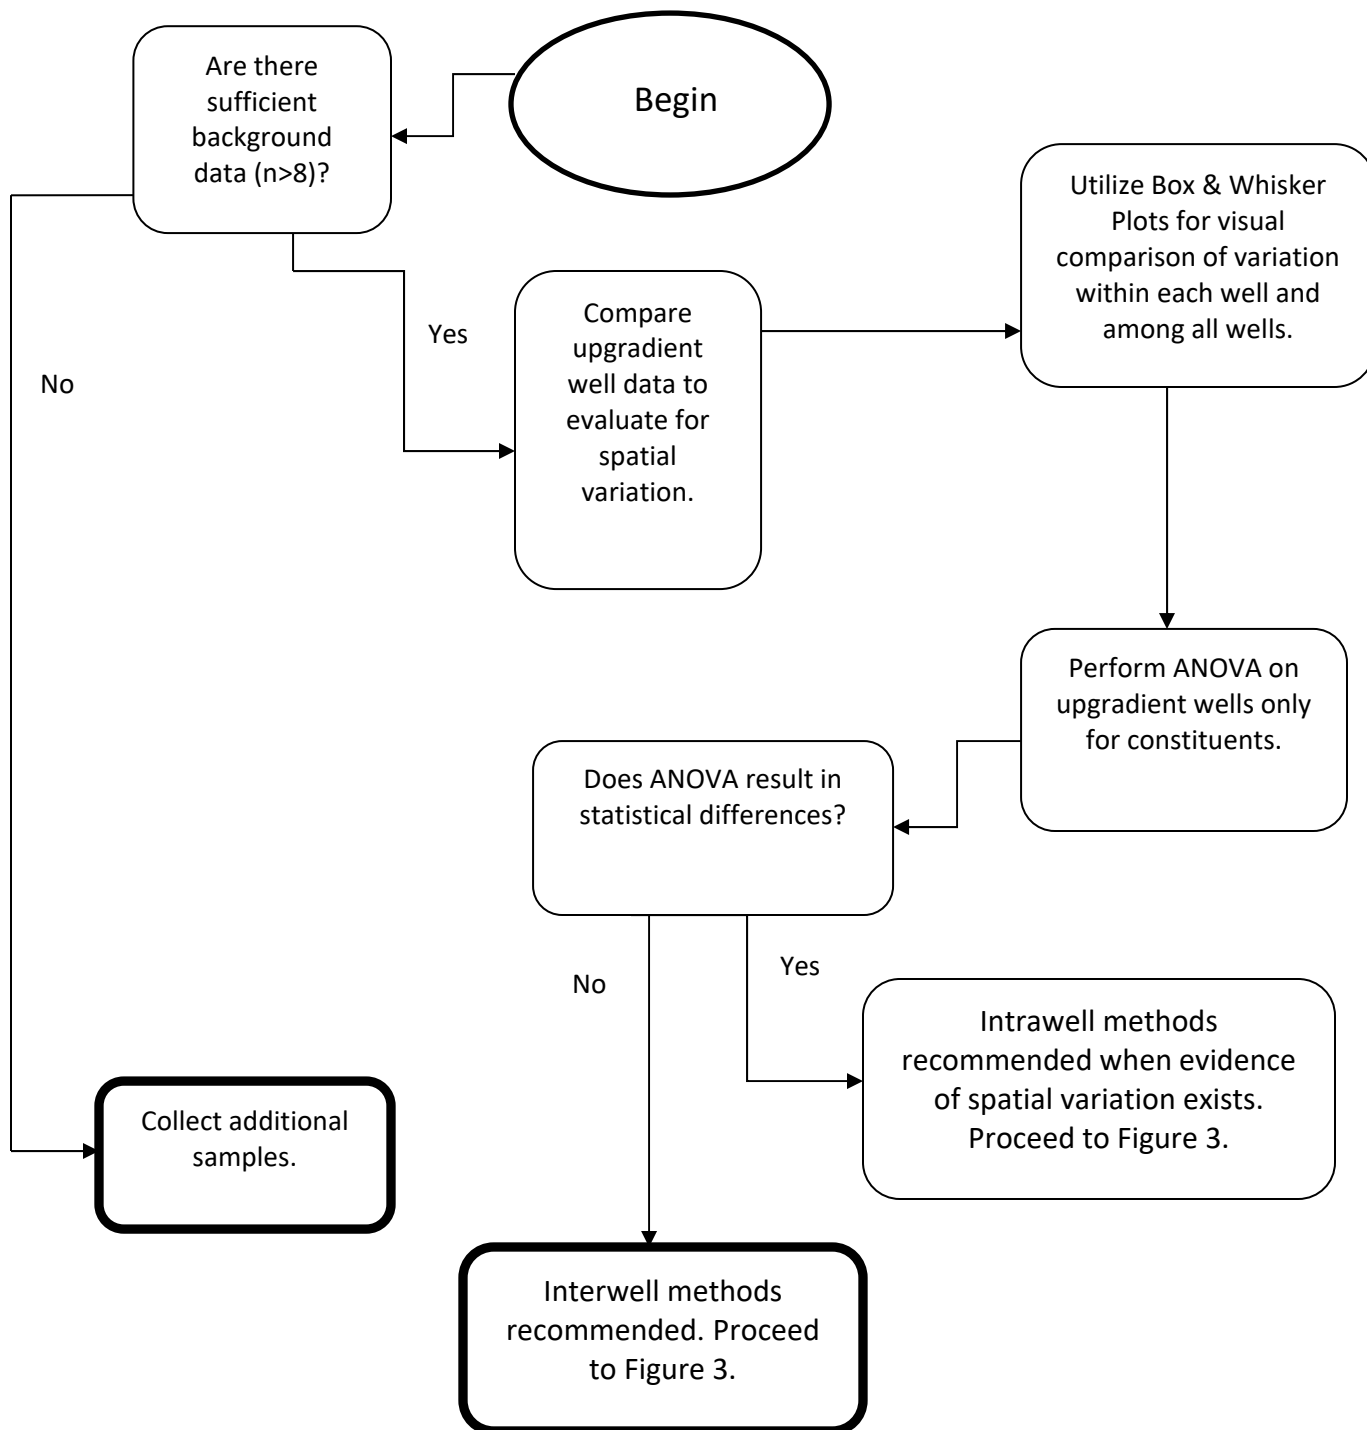 Begin
Are there
sufficient
background
data (n>8)?
No
Yes
Compare
upgradient
well data to
evaluate for
spatial
variation.
Utilize Box & Whisker
Plots for visual
comparison of variation
within each well and
among all wells.
Perform ANOVA on
upgradient wells only
for constituents.
Does ANOVA result in
statistical differences?
No
Yes
Intrawell methods
recommended when evidence
of spatial variation exists.
Proceed to Figure 3.
Collect additional
samples.
Interwell methods
recommended. Proceed
to Figure 3.